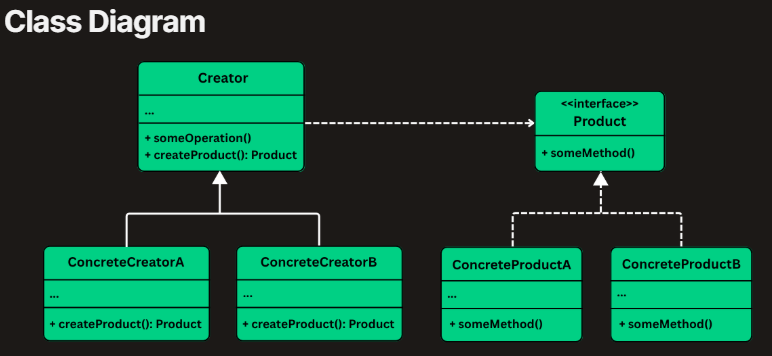 Class Diagram
Creator
...
+ someOperation()
+ createProduct(): Product
<<interface>>
Product
+ someMethod()
ConcreteCreatorA
...
+ createProduct(): Product
ConcreteCreatorB
...
+ createProduct(): Product
ConcreteProductA
...
+ someMethod()
ConcreteProductB
...
+ someMethod()